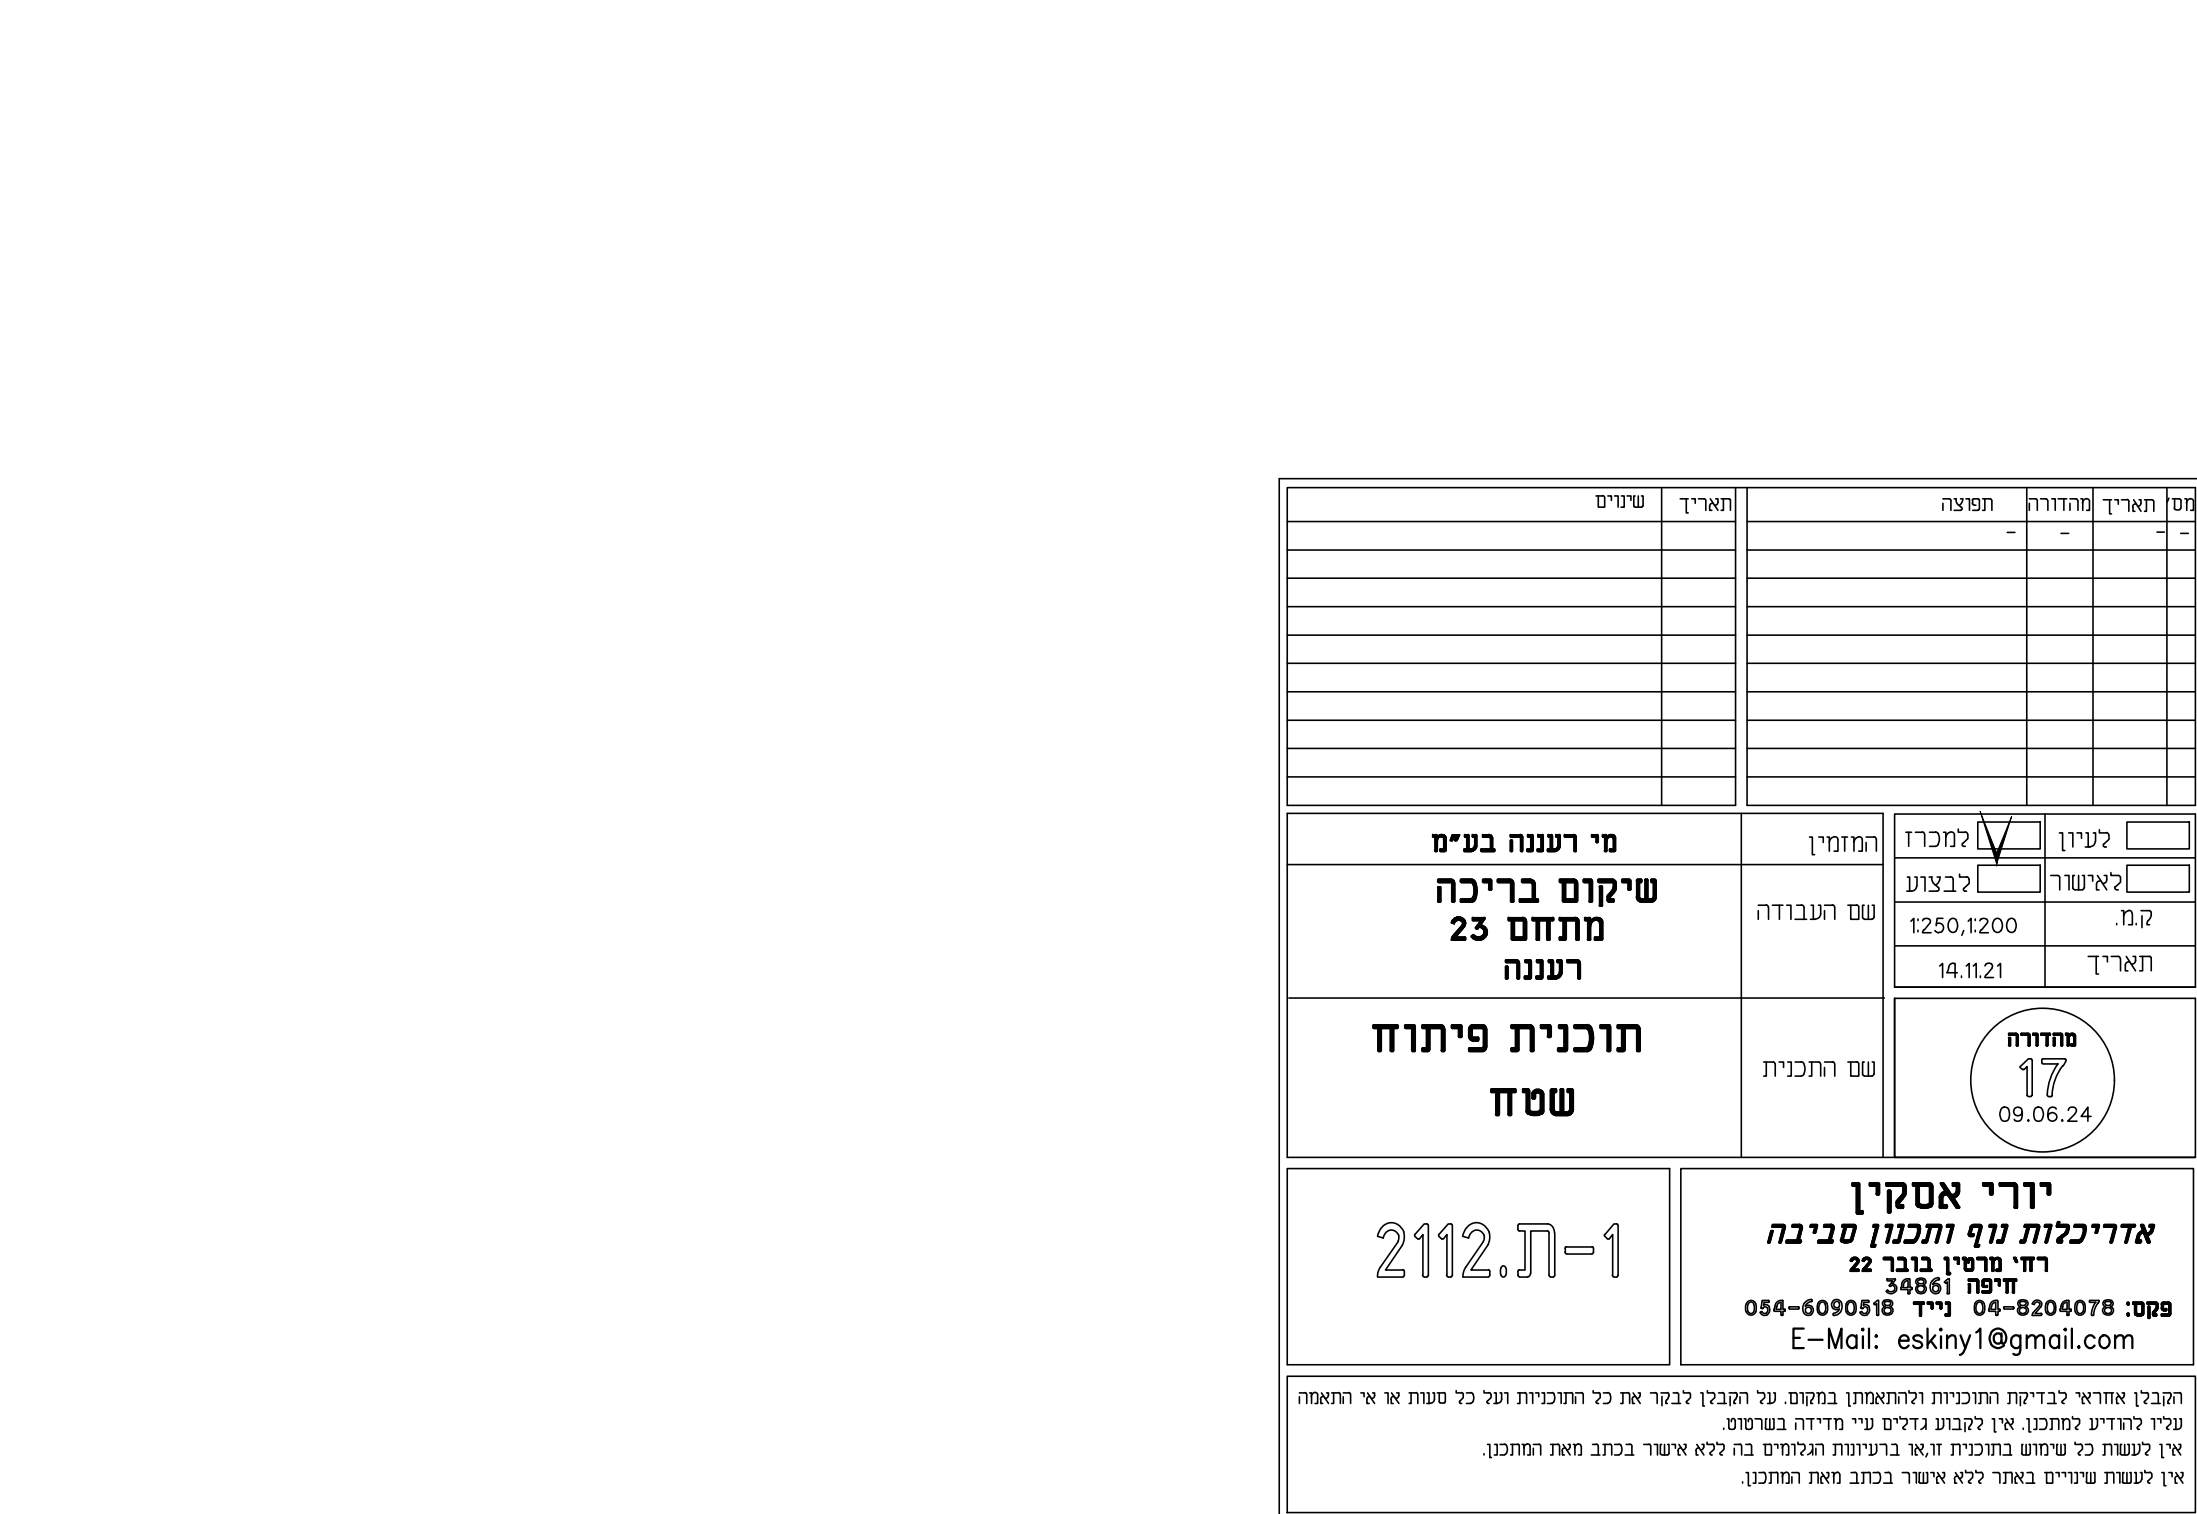 מס' תאריך מהדורה תפוצה תאריך שינוים
- - - -
לעיון למכרז
לאישור לבצוע
ק.מ. 1:250,1:200
תאריך 14.11.21
המזמין מי רעננה בע"מ
שם העבודה שיקום בריכה
מתחם 23
רעננה
מהדורה
17
09.06.24
שם התכנית תוכנית פיתוח
שטח
יורי אסקין
אדריכלות נוף ותכנון סביבה
רח' מרטין בובר 22
חיפה 34861
פקס: 04-8204078 נייד 054-6090518
E-Mail: eskiny1@gmail.com
2112.ת-1
הקבלן אחראי לבדיקת התוכניות ולהתאמתן במקום. על הקבלן לבקר את כל התוכניות ועל כל סעות או אי התאמה
עליו להודיע למתכנן. אין לקבוע גדלים עיי מדידה בשרטוט.
אין לעשות כל שימוש בתוכנית זו,או ברעיונות הגלומים בה ללא אישור בכתב מאת המתכנן.
אין לעשות שינויים באתר ללא אישור בכתב מאת המתכנן.